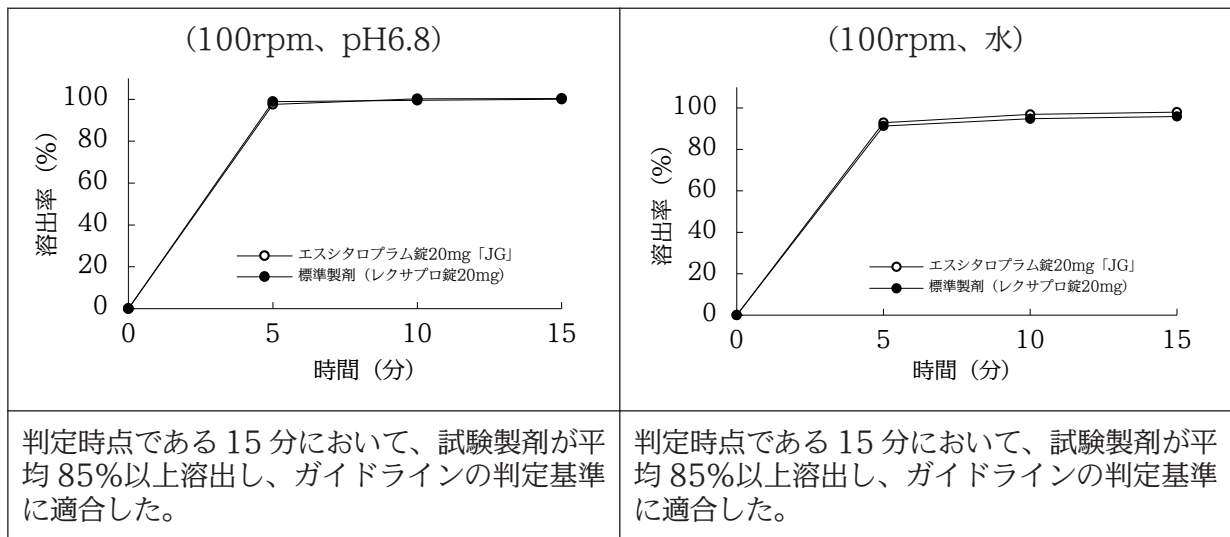 (100rpm、pH6.8)
100
80
60
40
20
0
溶出率 (%)
エスシタロプラム錠20mg「JG」
標準製剤（レクサプロ錠20mg）
0 5 10 15
時間（分）
判定時点である 15 分において、試験製剤が平
均 85%以上溶出し、ガイドラインの判定基準
に適合した。
(100rpm、水)
100
80
60
40
20
0
溶出率 (%)
エスシタロプラム錠20mg「JG」
標準製剤（レクサプロ錠20mg）
0 5 10 15
時間（分）
判定時点である 15 分において、試験製剤が平
均 85%以上溶出し、ガイドラインの判定基準
に適合した。